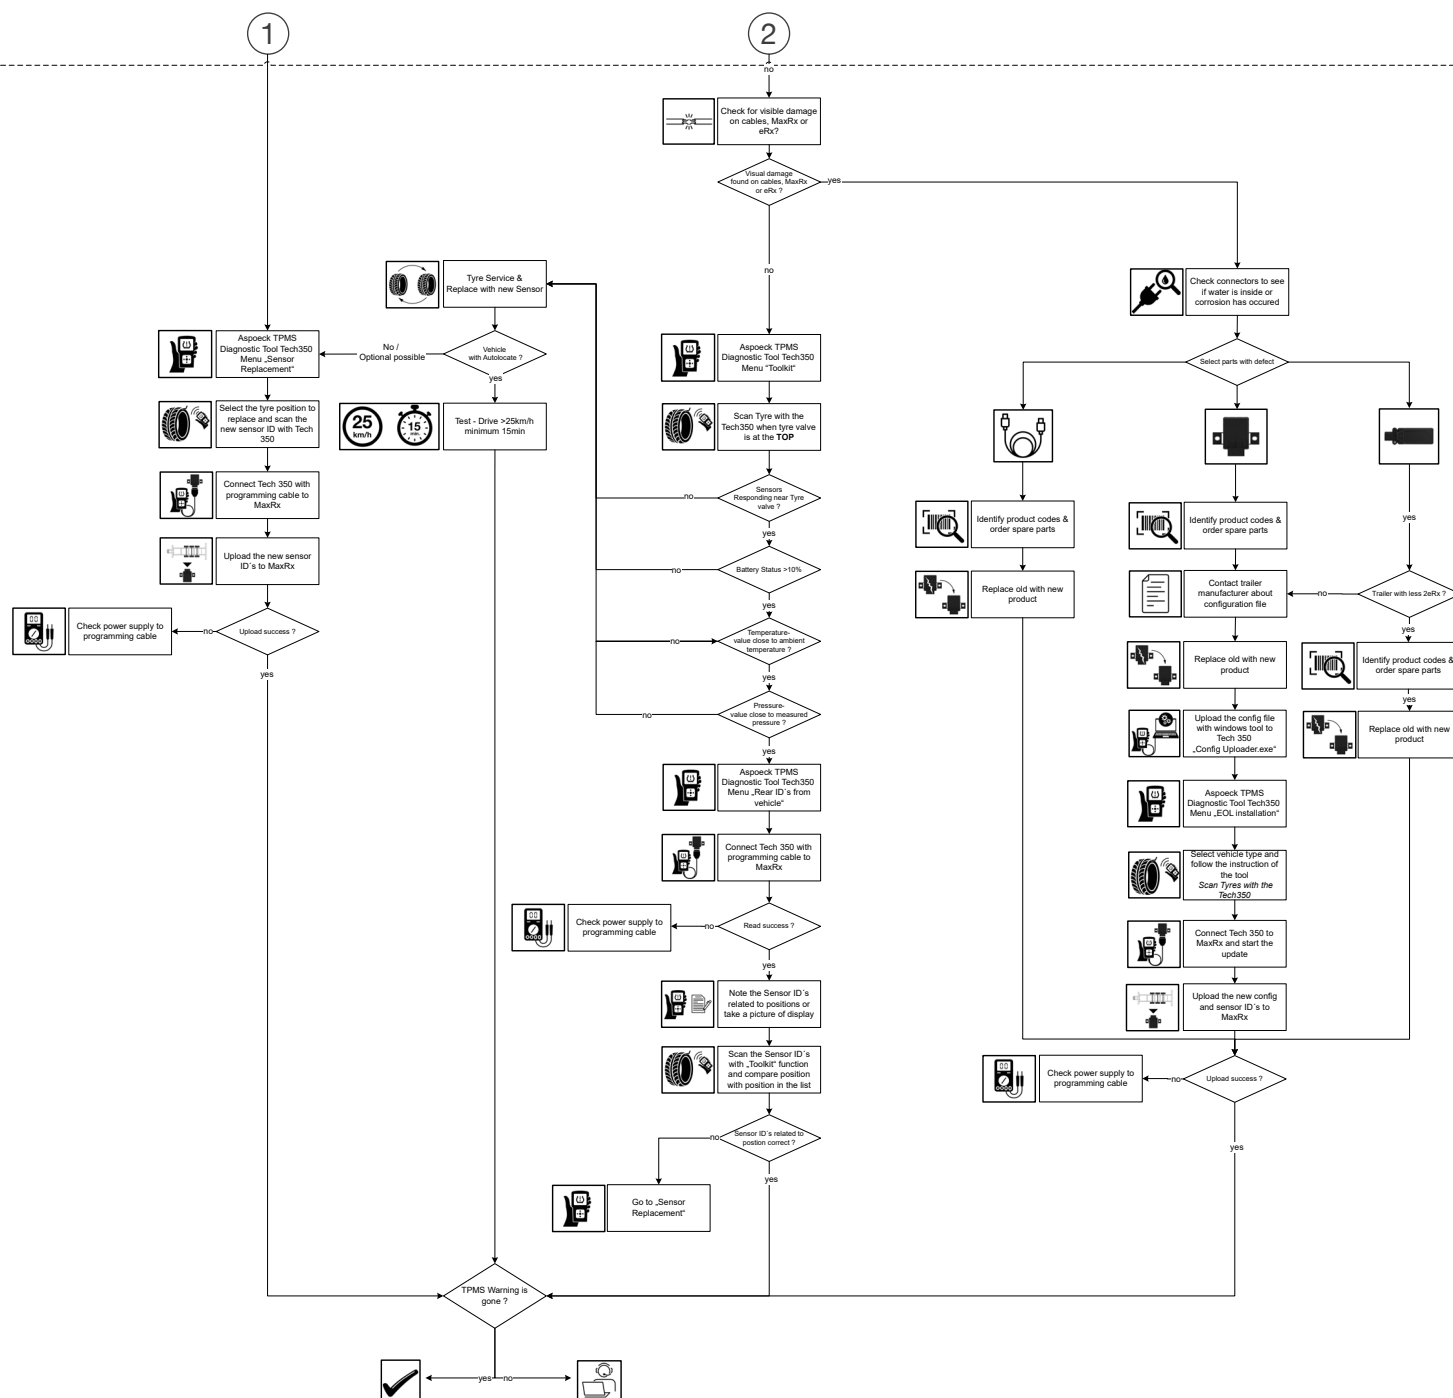 1
2
no
Check for visible damage
on cables, MaxRx or
eRx?
Visual damage
found on cables, MaxRx
or eRx ?
yes
no
Tyre Service &
Replace with new Sensor
Vehicle
with Autolocate ?
No /
Optional possible
yes
25
km/h
15
min.
Test - Drive >25km/h
minimum 15min
Aspoeck TPMS
Diagnostic Tool Tech350
Menu „Sensor
Replacement“
Select the tyre position to
replace and scan the
new sensor ID with Tech
350
Connect Tech 350 with
programming cable to
MaxRx
Upload the new sensor
ID´s to MaxRx
Upload success ?
no
Check power supply to
programming cable
yes
Aspoeck TPMS
Diagnostic Tool Tech350
Menu “Toolkit“
Scan Tyre with the
Tech350 when tyre valve
is at the TOP
Sensors
Responding near Tyre
valve ?
no
yes
Battery Status >10%
no
yes
Temperature-
value close to ambient
temperature ?
no
yes
Pressure-
value close to measured
pressure ?
no
yes
Aspoeck TPMS
Diagnostic Tool Tech350
Menu „Rear ID´s from
vehicle“
Connect Tech 350 with
programming cable to
MaxRx
Read success ?
no
Check power supply to
programming cable
yes
Note the Sensor ID´s
related to positions or
take a picture of display
Scan the Sensor ID´s
with „Toolkit“ function
and compare position
with position in the list
Sensor ID´s related to
postion correct ?
no
yes
Go to „Sensor
Replacement“
Check connectors to see
if water is inside or
corrosion has occured
Select parts with defect
Identify product codes &
order spare parts
Replace old with new
product
Identify product codes &
order spare parts
Contact trailer
manufacturer about
configuration file
Replace old with new
product
Upload the config file
with windows tool to
Tech 350
„Config Uploader.exe“
Aspoeck TPMS
Diagnostic Tool Tech350
Menu „EOL installation“
Select vehicle type and
follow the instruction of
the tool
Scan Tyres with the
Tech350
Connect Tech 350 to
MaxRx and start the
update
Upload the new config
and sensor ID´s to
MaxRx
yes
Trailer with less 2eRx ?
no
yes
Identify product codes &
order spare parts
yes
Replace old with new
product
Upload success ?
no
Check power supply to
programming cable
yes
TPMS Warning is
gone ?
yes
no